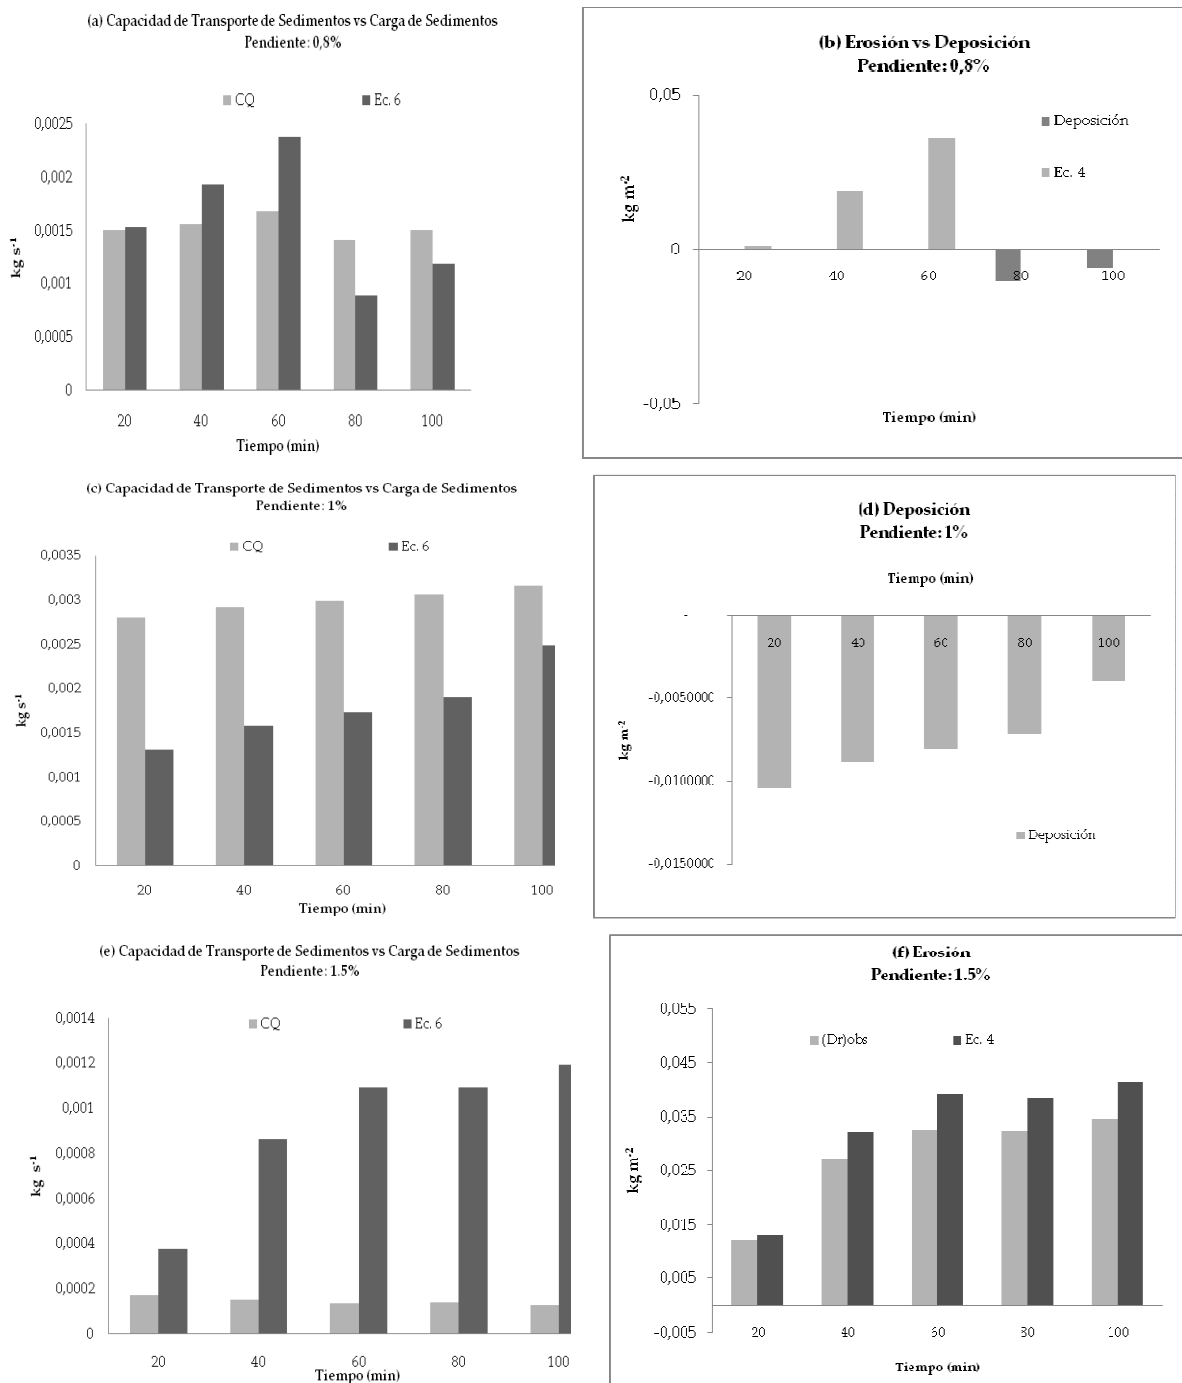 (a) Capacidad de Transporte de Sedimentos vs Carga de Sedimentos
Pendiente: 0,8%
CQ
Ec. 6
0,0025
0,002
0,0015
0,001
0,0005
0
kg s-1
20 40 60 80 100
Tiempo (min)
(b) Erosión vs Deposición
Pendiente: 0,8%
0,05
0
-0,05
kg m-2
Deposición
Ec. 4
20 40 60 80 100
Tiempo (min)
(c) Capacidad de Transporte de Sedimentos vs Carga de Sedimentos
Pendiente: 1%
CQ
Ec. 6
0,0035
0,003
0,0025
0,002
0,0015
0,001
0,0005
0
kg s-1
20 40 60 80 100
Tiempo (min)
(d) Deposición
Pendiente: 1%
Tiempo (min)
-
20 40 60 80 100
-0,0050000
-0,0100000
-0,0150000
kg m-2
Deposición
(e) Capacidad de Transporte de Sedimentos vs Carga de Sedimentos
Pendiente: 1.5%
CQ
Ec. 6
0,0014
0,0012
0,001
0,0008
0,0006
0,0004
0,0002
0
kg s-1
20 40 60 80 100
Tiempo (min)
(f) Erosión
Pendiente: 1.5%
0,055
0,045
0,035
0,025
0,015
0,005
-0,005
kg m-2
(Dr)obs
Ec. 4
20 40 60 80 100
Tiempo (min)